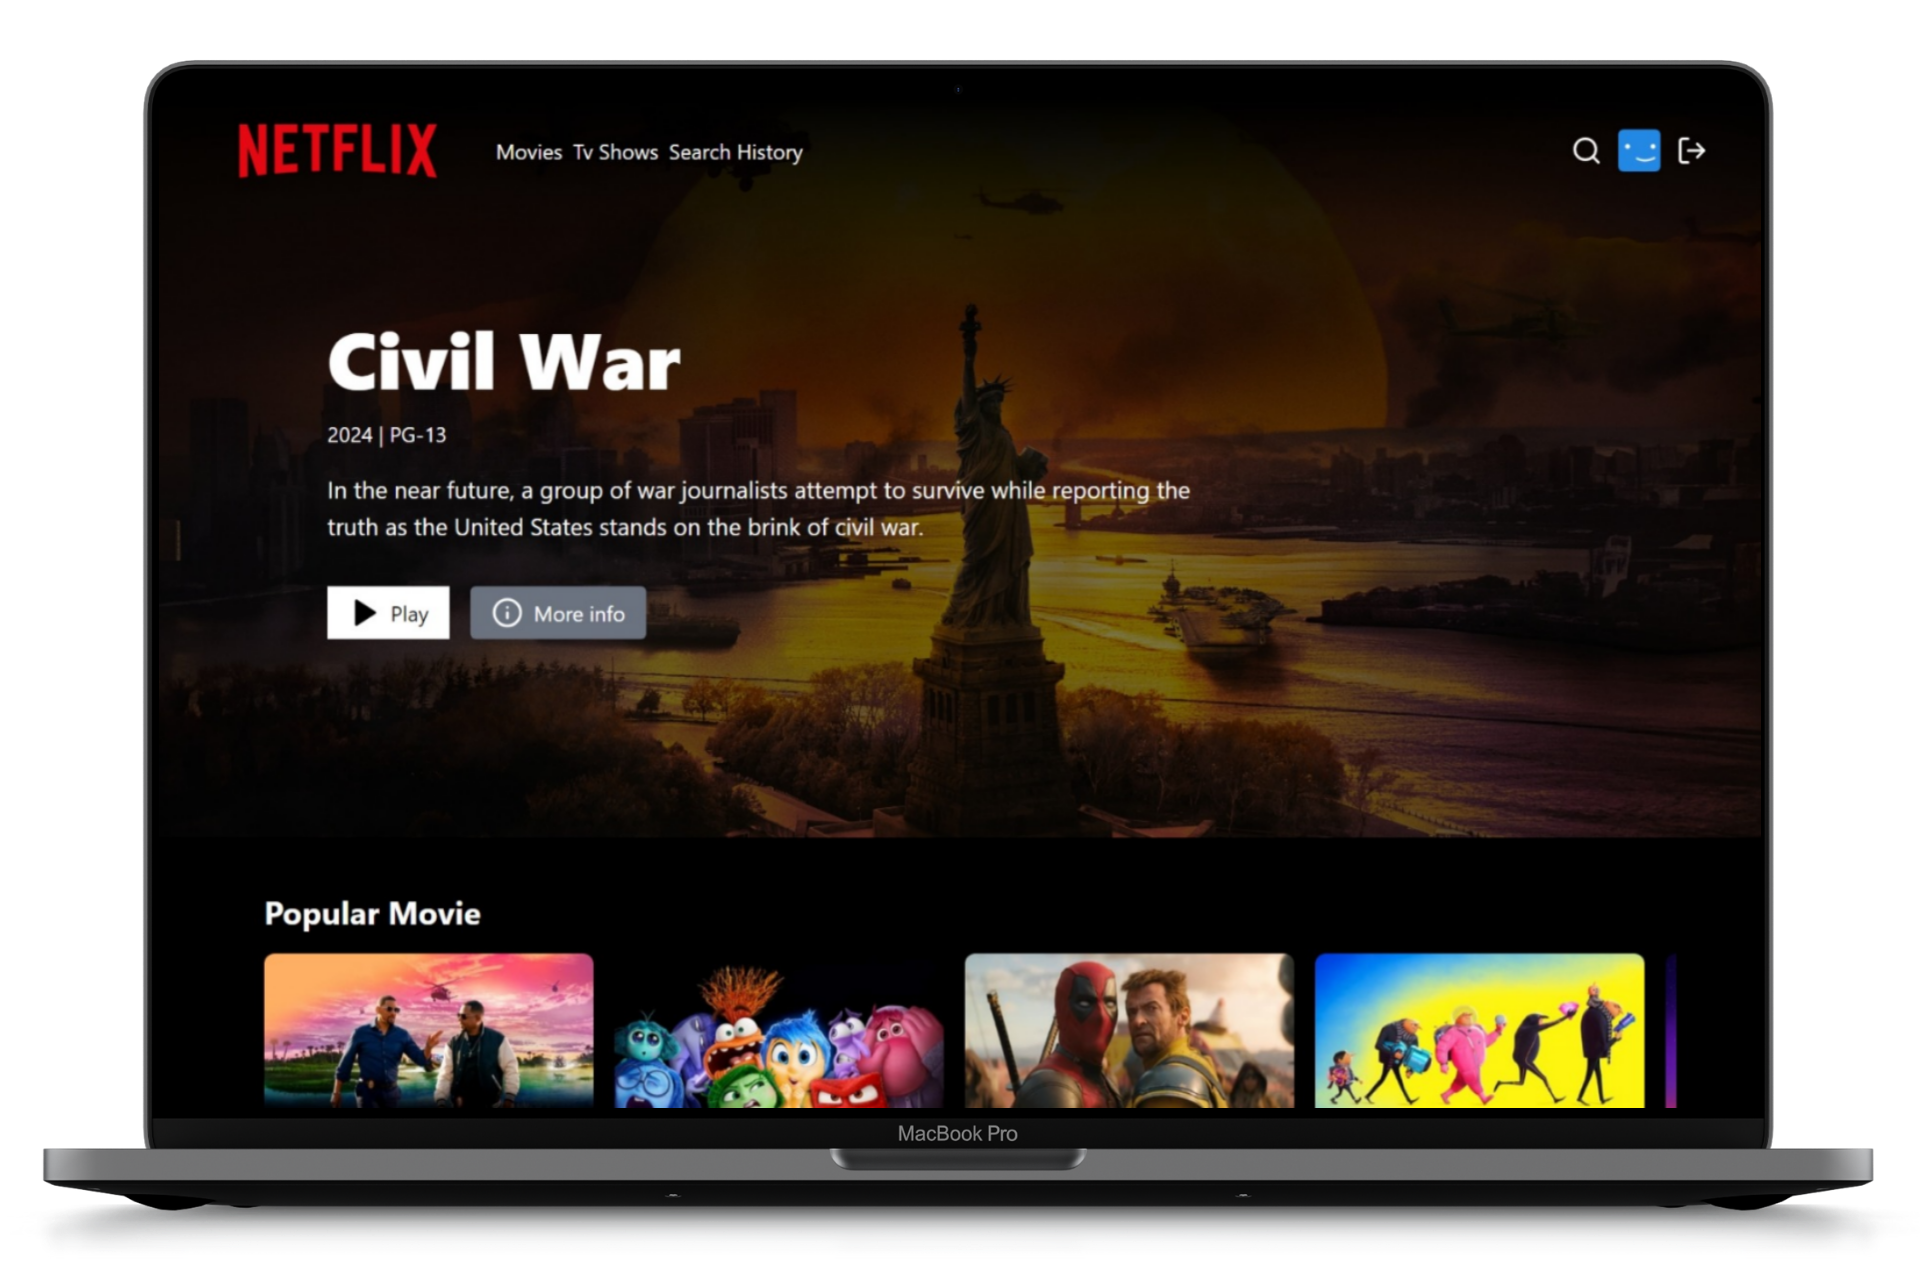 NETFLIX
Movies Tv Shows Search History
Civil War
2024 | PG-13
In the near future, a group of war journalists attempt to survive while reporting the
truth as the United States stands on the brink of civil war.
Play
More info
Popular Movie
MacBook Pro